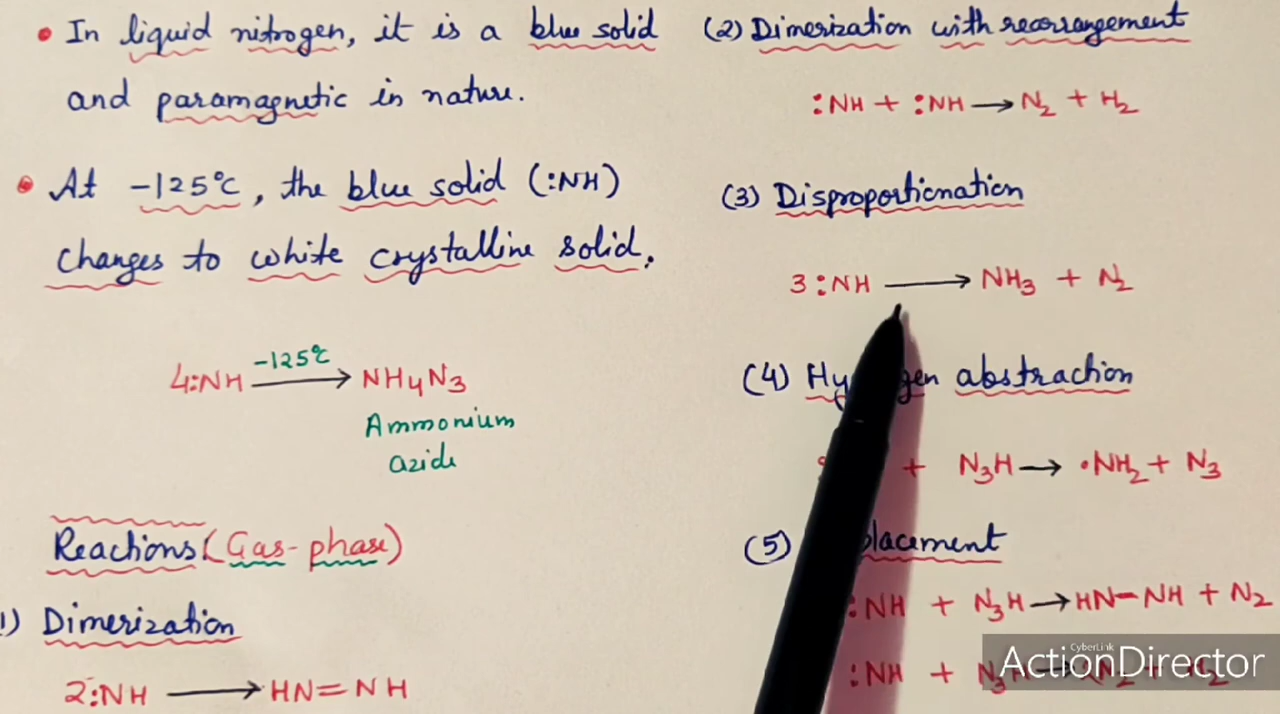 • In liquid nitrogen, it is a blue solid
and paramagnetic in nature.
• At -125°C, the blue solid (:NH)
changes to white crystalline solid.
4:NH -125°C → NH4N3
Ammonium
azide
Reactions (Gas-phase)
1) Dimerization
2:NH → HN=NH
(2) Dimerization with rearrangement
:NH + :NH → N2 + H2
(3) Disproportionation
3:NH → NH3 + N2
(4) abstraction
+ N3H → •NH2 + N3
(5)
:NH + N3H → HN-NH + N2
:NH + H2
CyberLink
ActionDirector